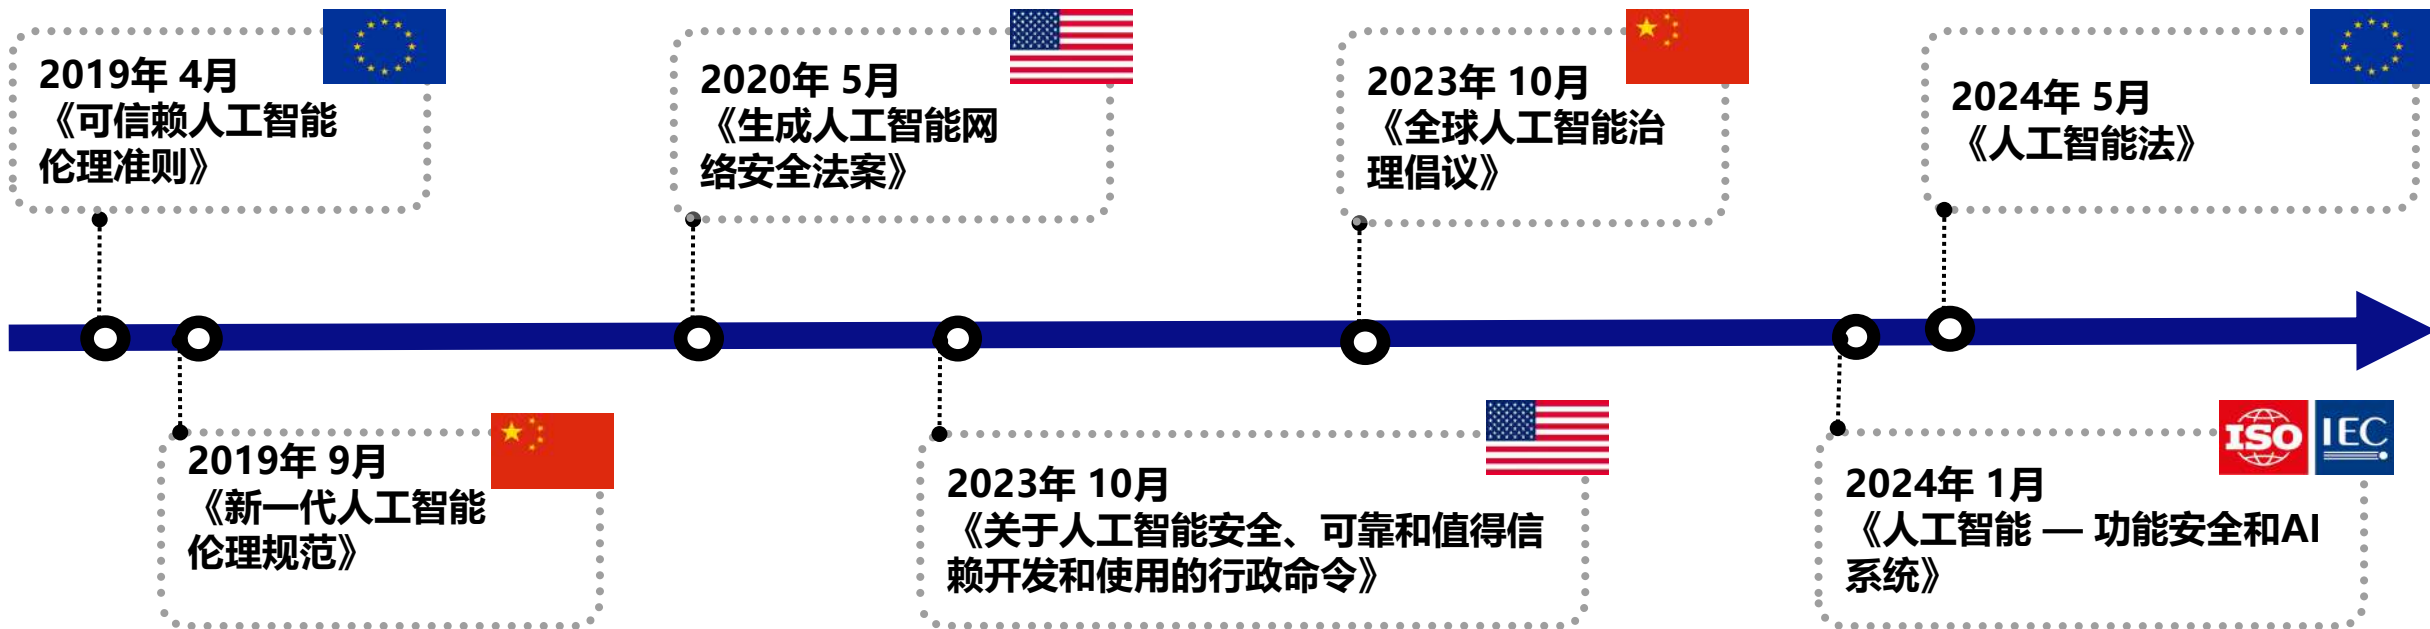 2019年 4月
《可信赖人工智能
伦理准则》
2020年 5月
《生成人工智能网
络安全法案》
2023年 10月
《全球人工智能治
理倡议》
2024年 5月
《人工智能法》
2019年 9月
《新一代人工智能
伦理规范》
2023年 10月
《关于人工智能安全、可靠和值得信
赖开发和使用的行政命令》
ISO
IEC
2024年 1月
《人工智能 — 功能安全和AI
系统》